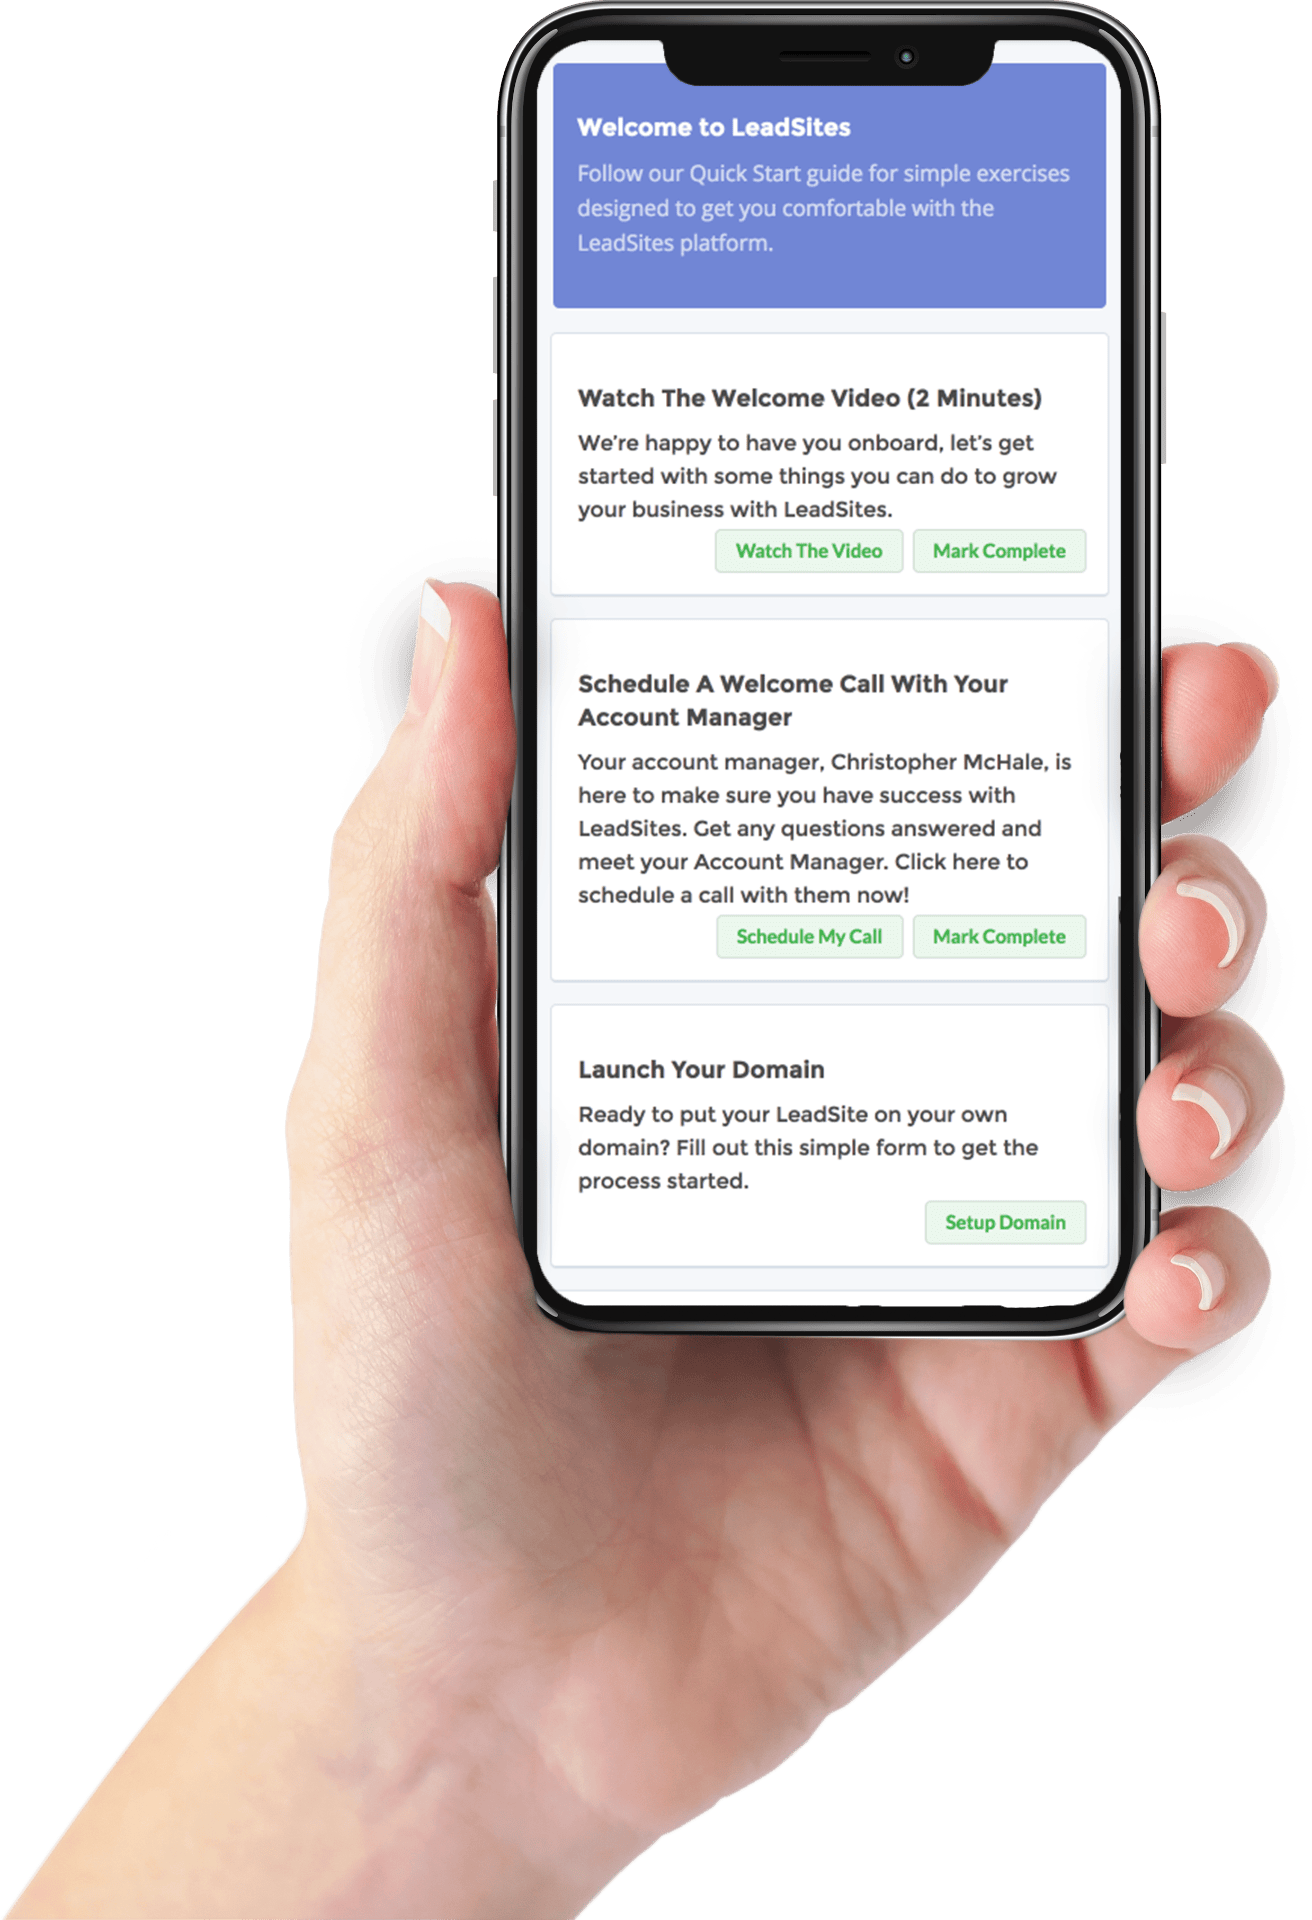 Welcome to LeadSites
Follow our Quick Start guide for simple exercises
designed to get you comfortable with the
LeadSites platform.
Watch The Welcome Video (2 Minutes)
We’re happy to have you onboard, let’s get
started with some things you can do to grow
your business with LeadSites.
Watch The Video Mark Complete
Schedule A Welcome Call With Your
Account Manager
Your account manager, Christopher McHale, is
here to make sure you have success with
LeadSites. Get any questions answered and
meet your Account Manager. Click here to
schedule a call with them now!
Schedule My Call Mark Complete
Launch Your Domain
Ready to put your LeadSite on your own
domain? Fill out this simple form to get the
process started.
Setup Domain